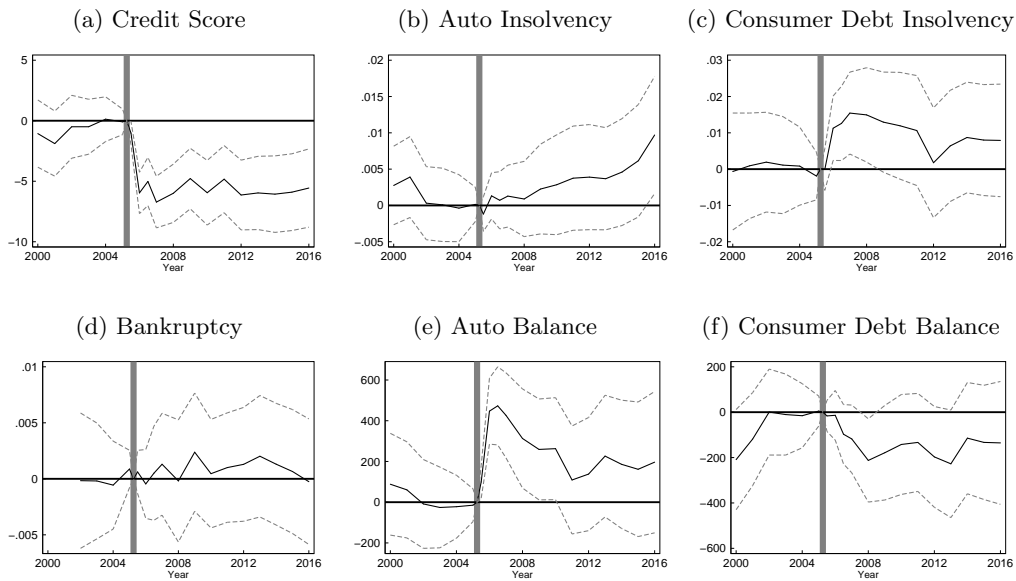 (a) Credit Score
(b) Auto Insolvency
(c) Consumer Debt Insolvency
5
0
−5
−10
2000 2004 2008 2012 2016
Year
.02
.015
.01
.005
0
−.005
2000 2004 2008 2012 2016
Year
.03
.02
.01
0
−.01
−.02
2000 2004 2008 2012 2016
Year
(d) Bankruptcy
(e) Auto Balance
(f) Consumer Debt Balance
.01
.005
0
−.005
2000 2004 2008 2012 2016
Year
600
400
200
0
−200
2000 2004 2008 2012 2016
Year
200
0
−200
−400
−600
2000 2004 2008 2012 2016
Year